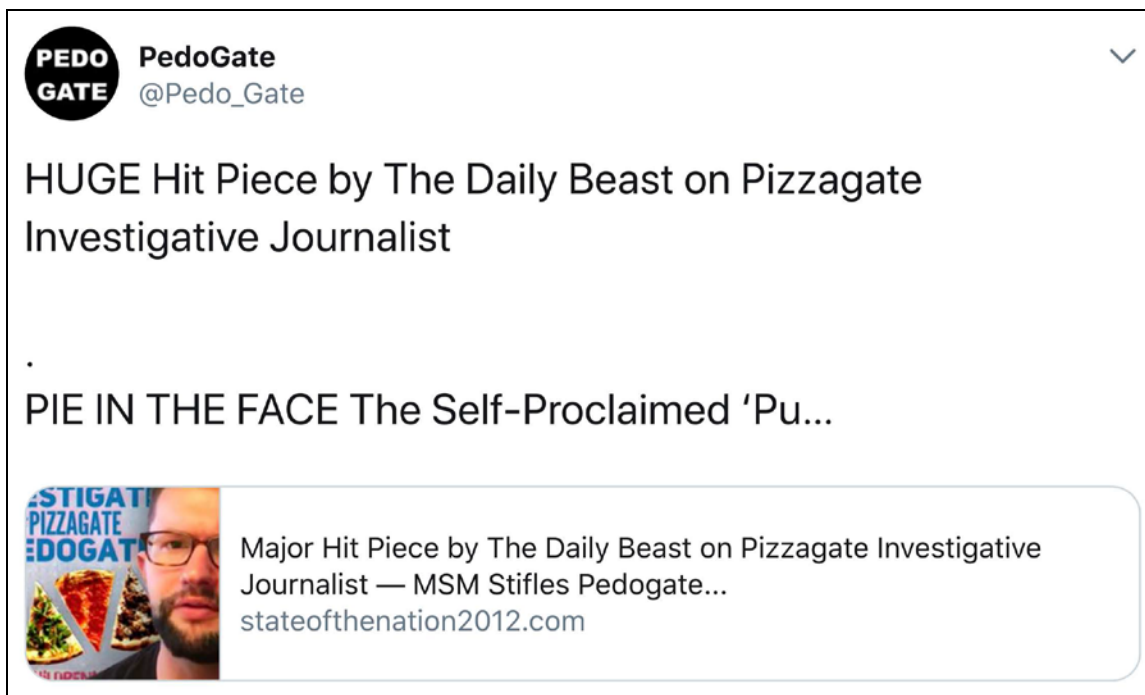 PEDO
GATE
PedoGate
@Pedo_Gate
HUGE Hit Piece by The Daily Beast on Pizzagate
Investigative Journalist
.
PIE IN THE FACE The Self-Proclaimed ‘Pu...
PIZZAGATE
Major Hit Piece by The Daily Beast on Pizzagate Investigative
Journalist — MSM Stifles Pedogate...
stateofthenation2012.com